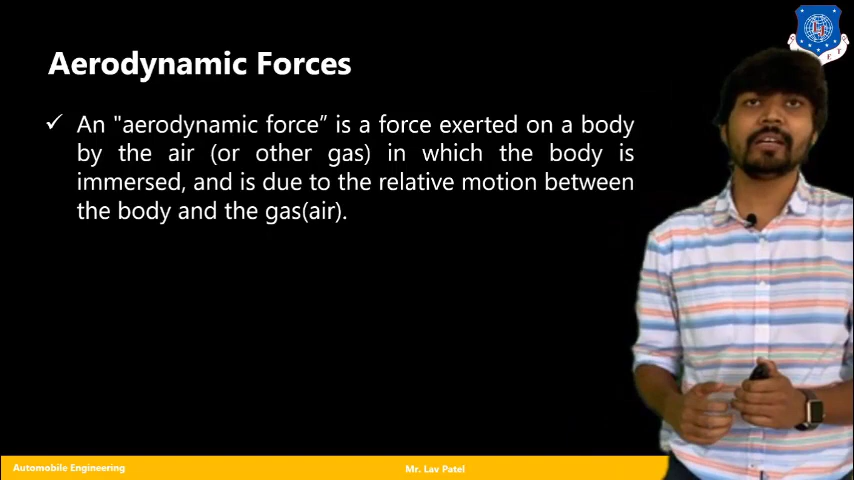 Aerodynamic Forces
✓ An "aerodynamic force” is a force exerted on a body
by the air (or other gas) in which the body is
immersed, and is due to the relative motion between
the body and the gas(air).
Automobile Engineering
Mr. Lav Patel